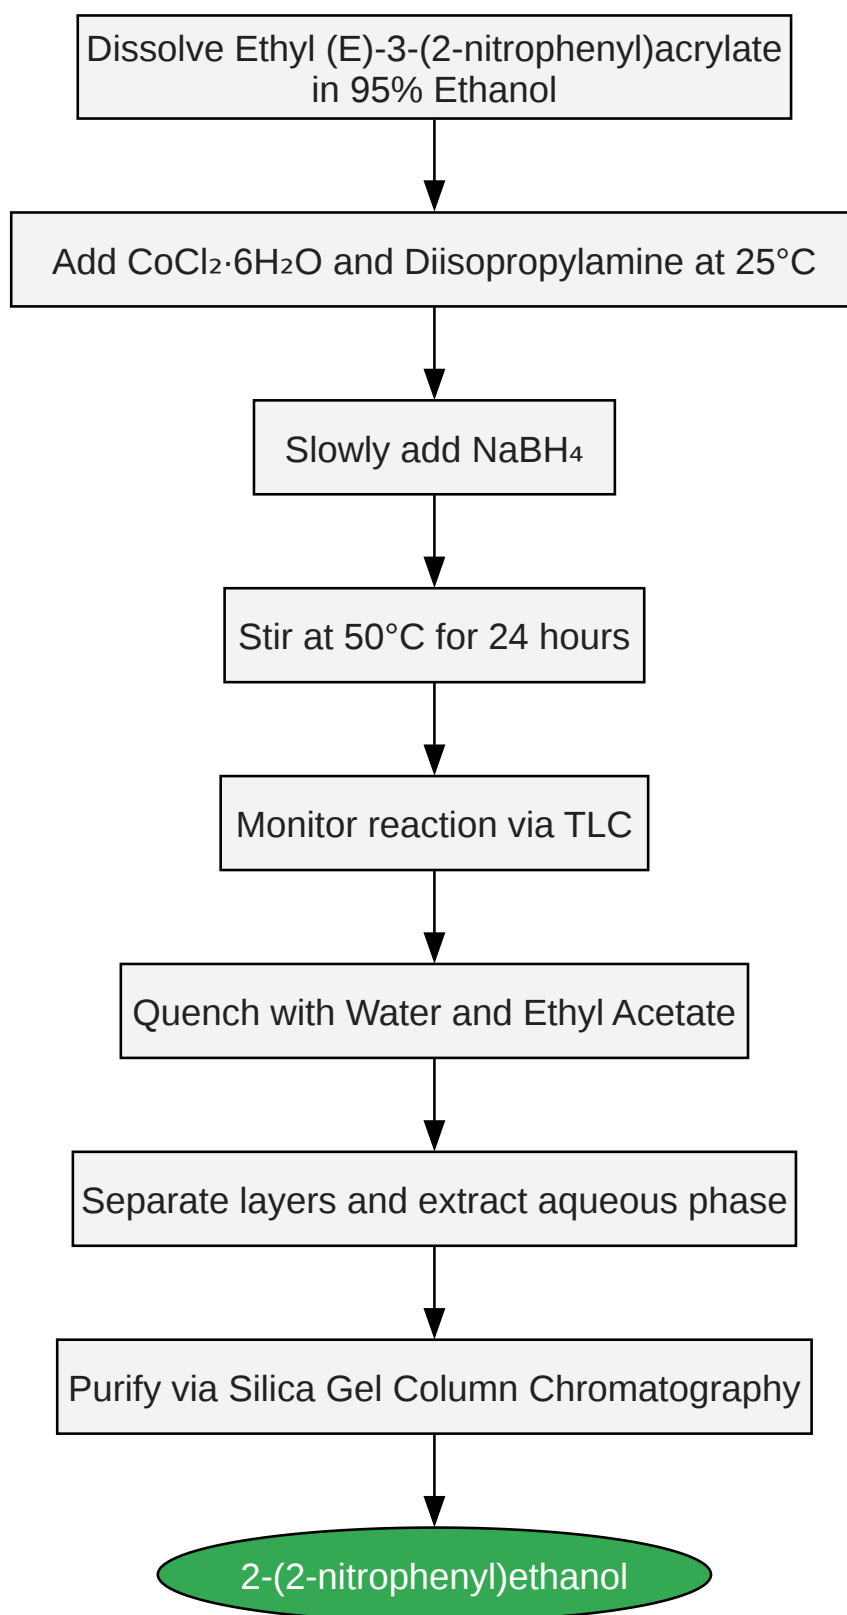 Dissolve Ethyl (E)-3-(2-nitrophenyl)acrylate
in 95% Ethanol
Add CoCl₂·6H₂O and Diisopropylamine at 25°C
Slowly add NaBH₄
Stir at 50°C for 24 hours
Monitor reaction via TLC
Quench with Water and Ethyl Acetate
Separate layers and extract aqueous phase
Purify via Silica Gel Column Chromatography
2-(2-nitrophenyl)ethanol